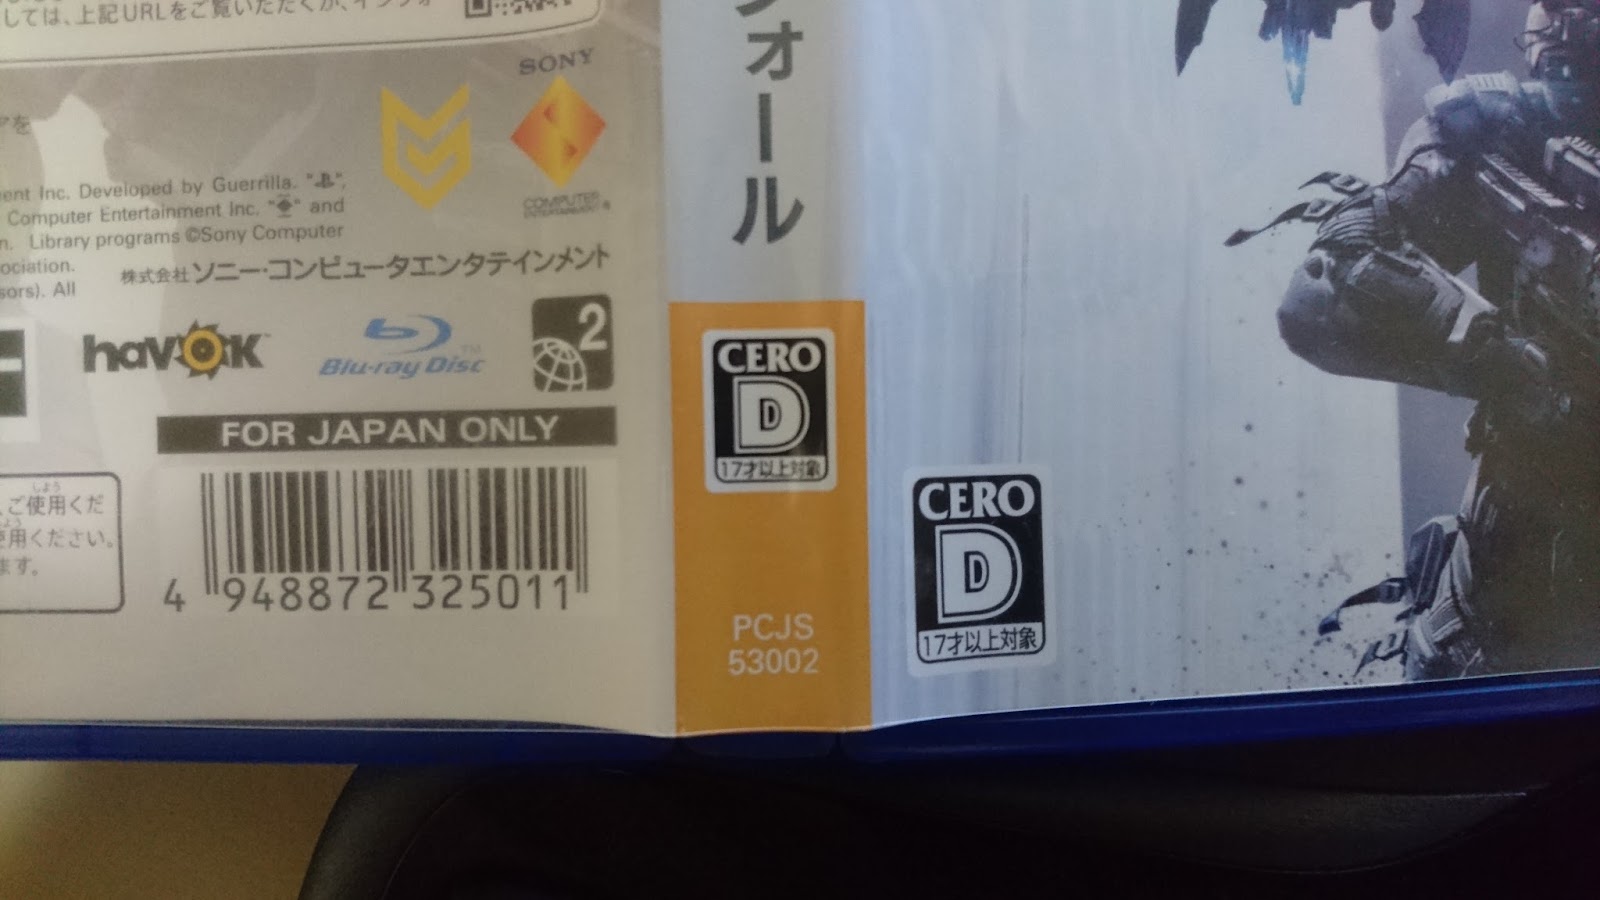 しては、上記URLをご覧いただくか、インフォ
SONY
COMPUTER
ENTERTAINMENT®
アを
ent Inc. Developed by Guerrilla. "
",
Computer Entertainment Inc. "
" and
n. Library programs ©Sony Computer
ociation.
sors). All
株式会社ソニー・コンピュータエンタテインメント
havok™
Blu-ray Disc™
2
FOR JAPAN ONLY
しよう
、ご使用くだ
使用ください。
ます。
4 948872 325011
フォール
CERO
D
17才以上対象
PCJS
53002
CERO
D
17才以上対象